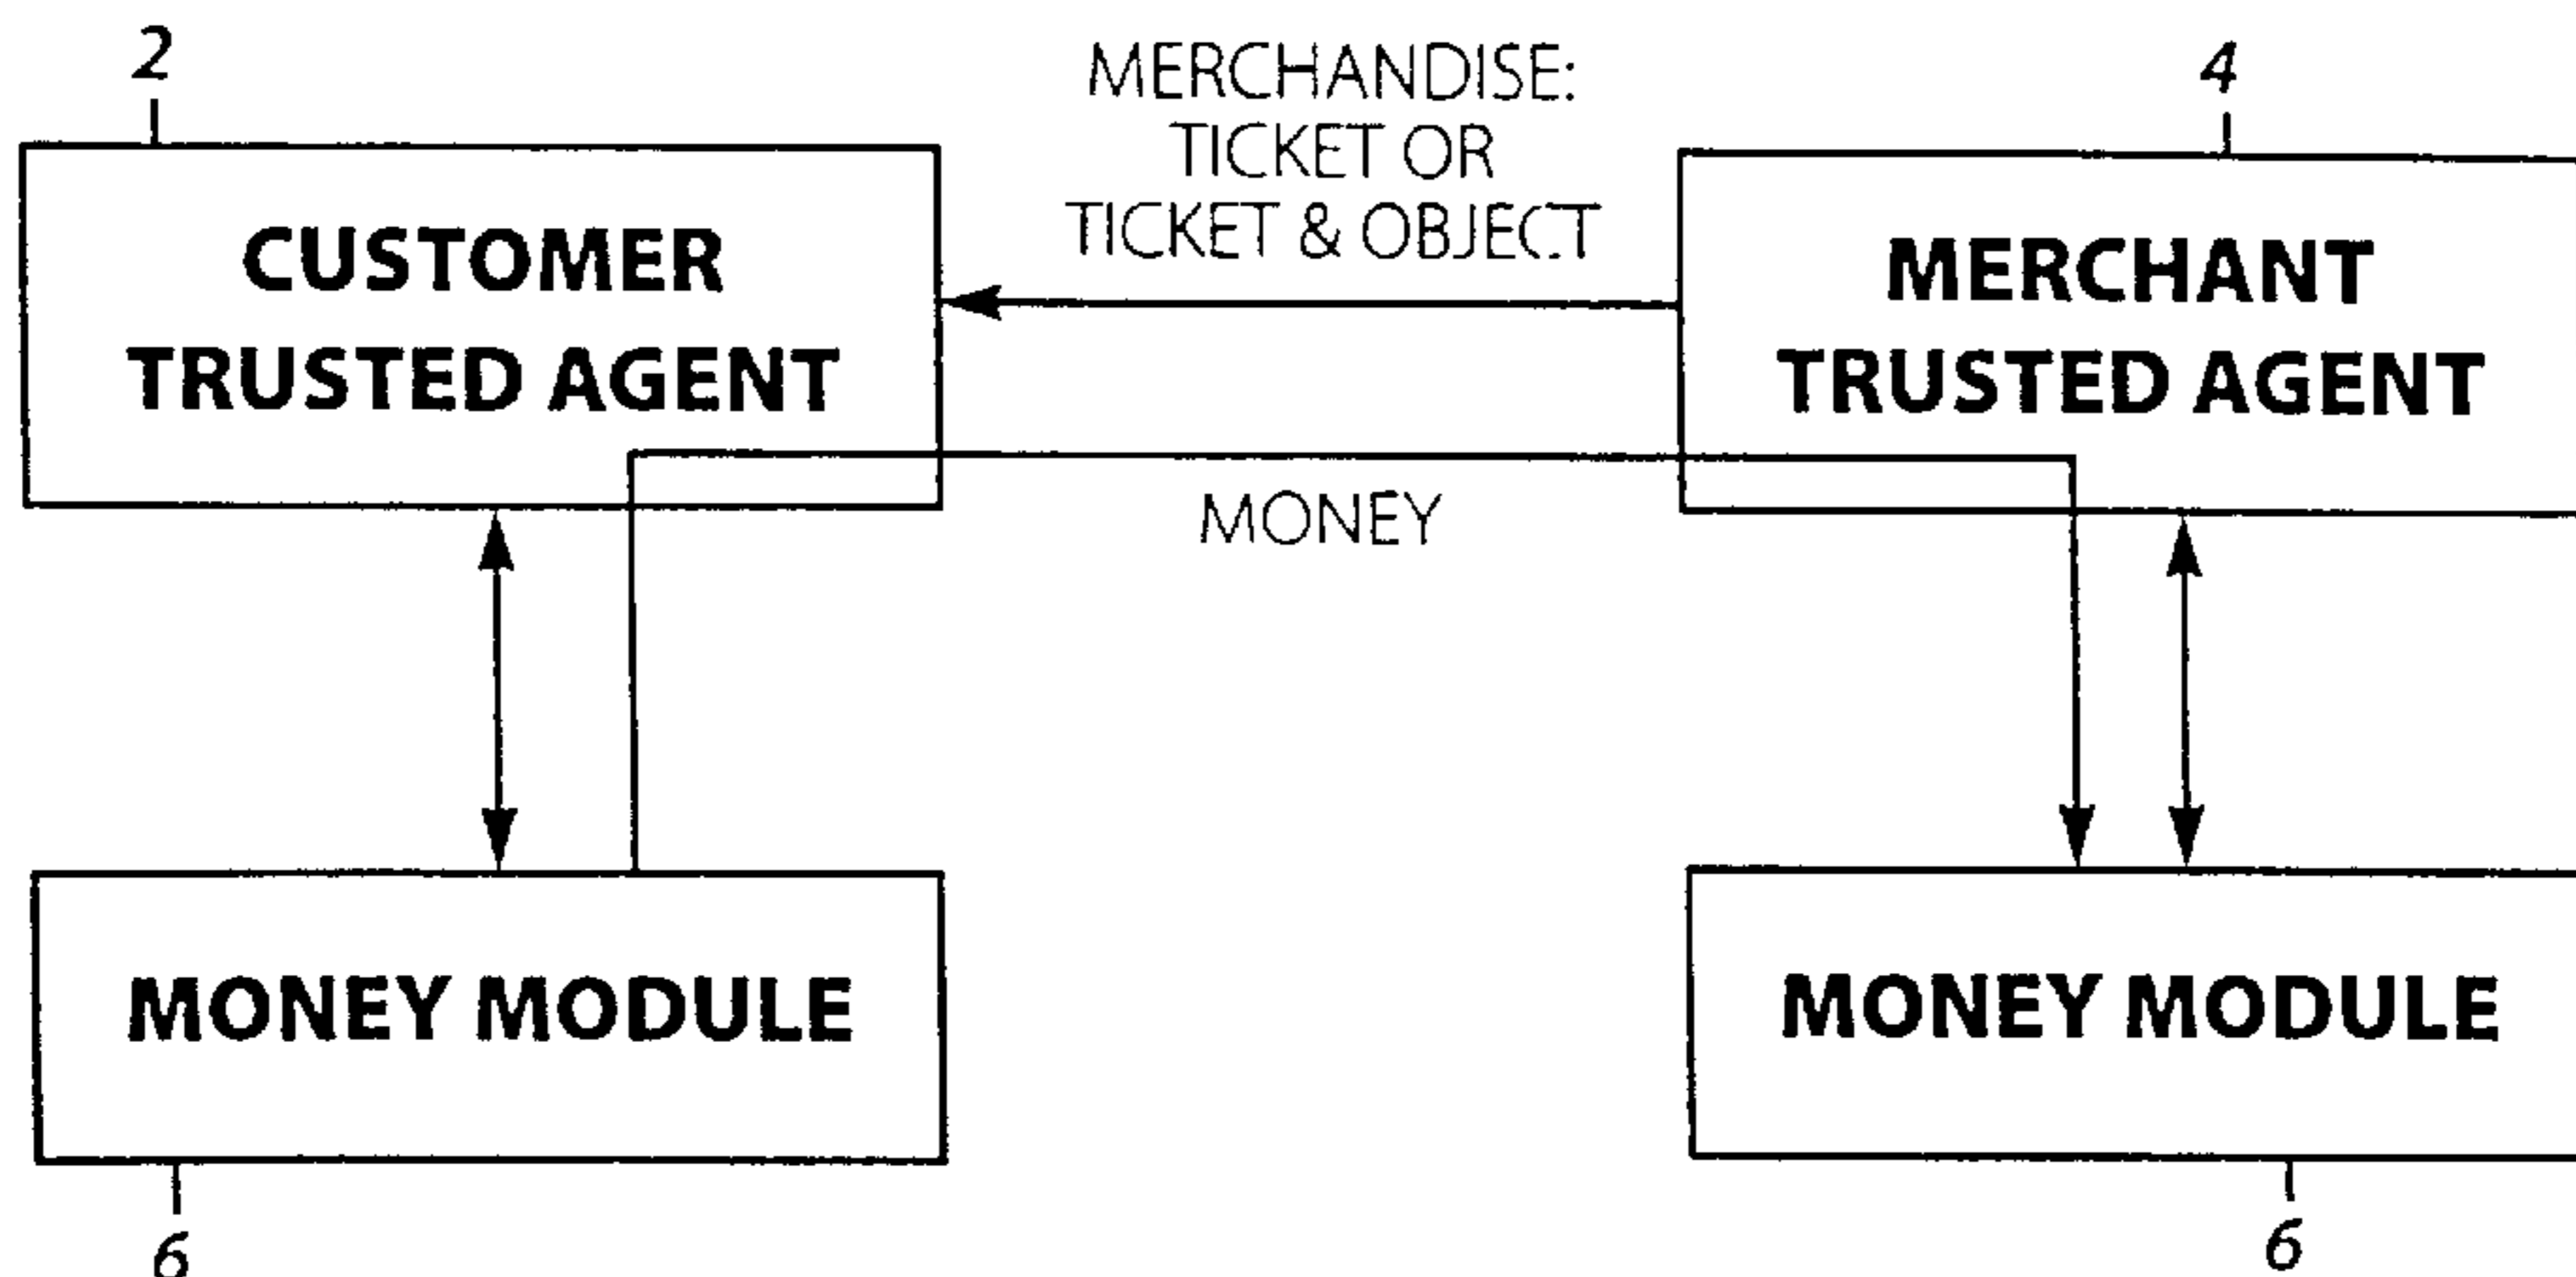 2
4
MERCHANDISE:
TICKET OR
TICKET & OBJECT
CUSTOMER
TRUSTED AGENT
MERCHANT
TRUSTED AGENT
MONEY
MONEY MODULE
MONEY MODULE
6
6